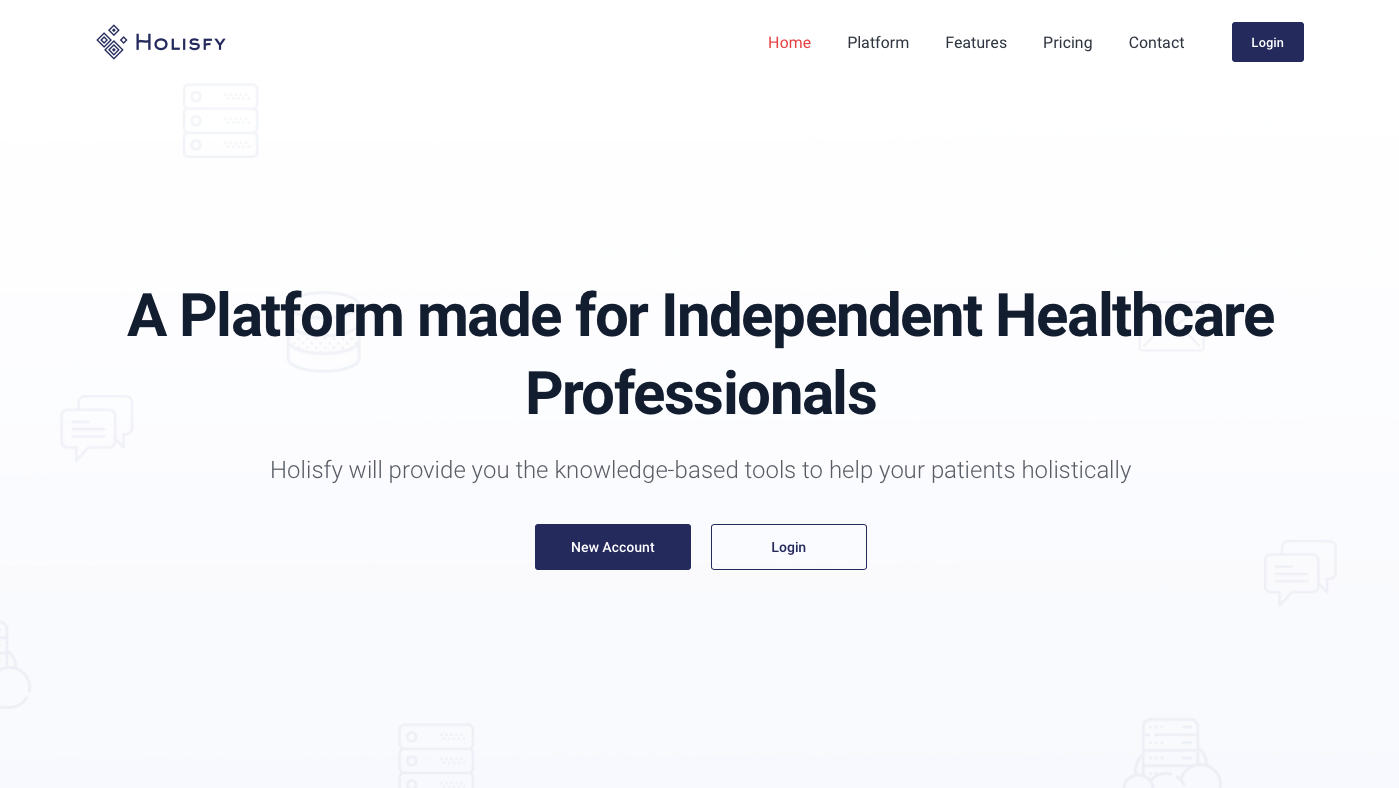 HOLISFY
Home Platform Features Pricing Contact Login
A Platform made for Independent Healthcare
Professionals
Holisfy will provide you the knowledge-based tools to help your patients holistically
New Account Login